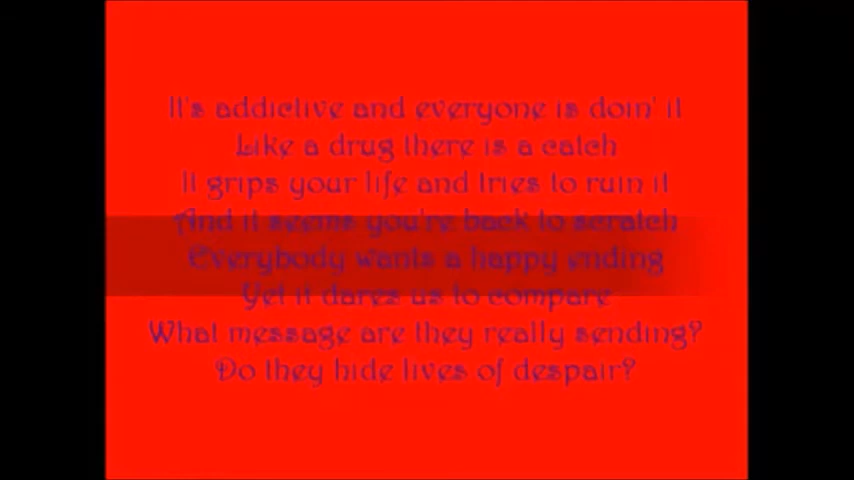 It's addictive and everyone is doin' it
Like a drug there is a catch
It grips your life and tries to ruin it
And it seems you're back to scratch
Everybody wants a happy ending
Yet it dares us to compare
What message are they really sending?
Do they hide lives of despair?